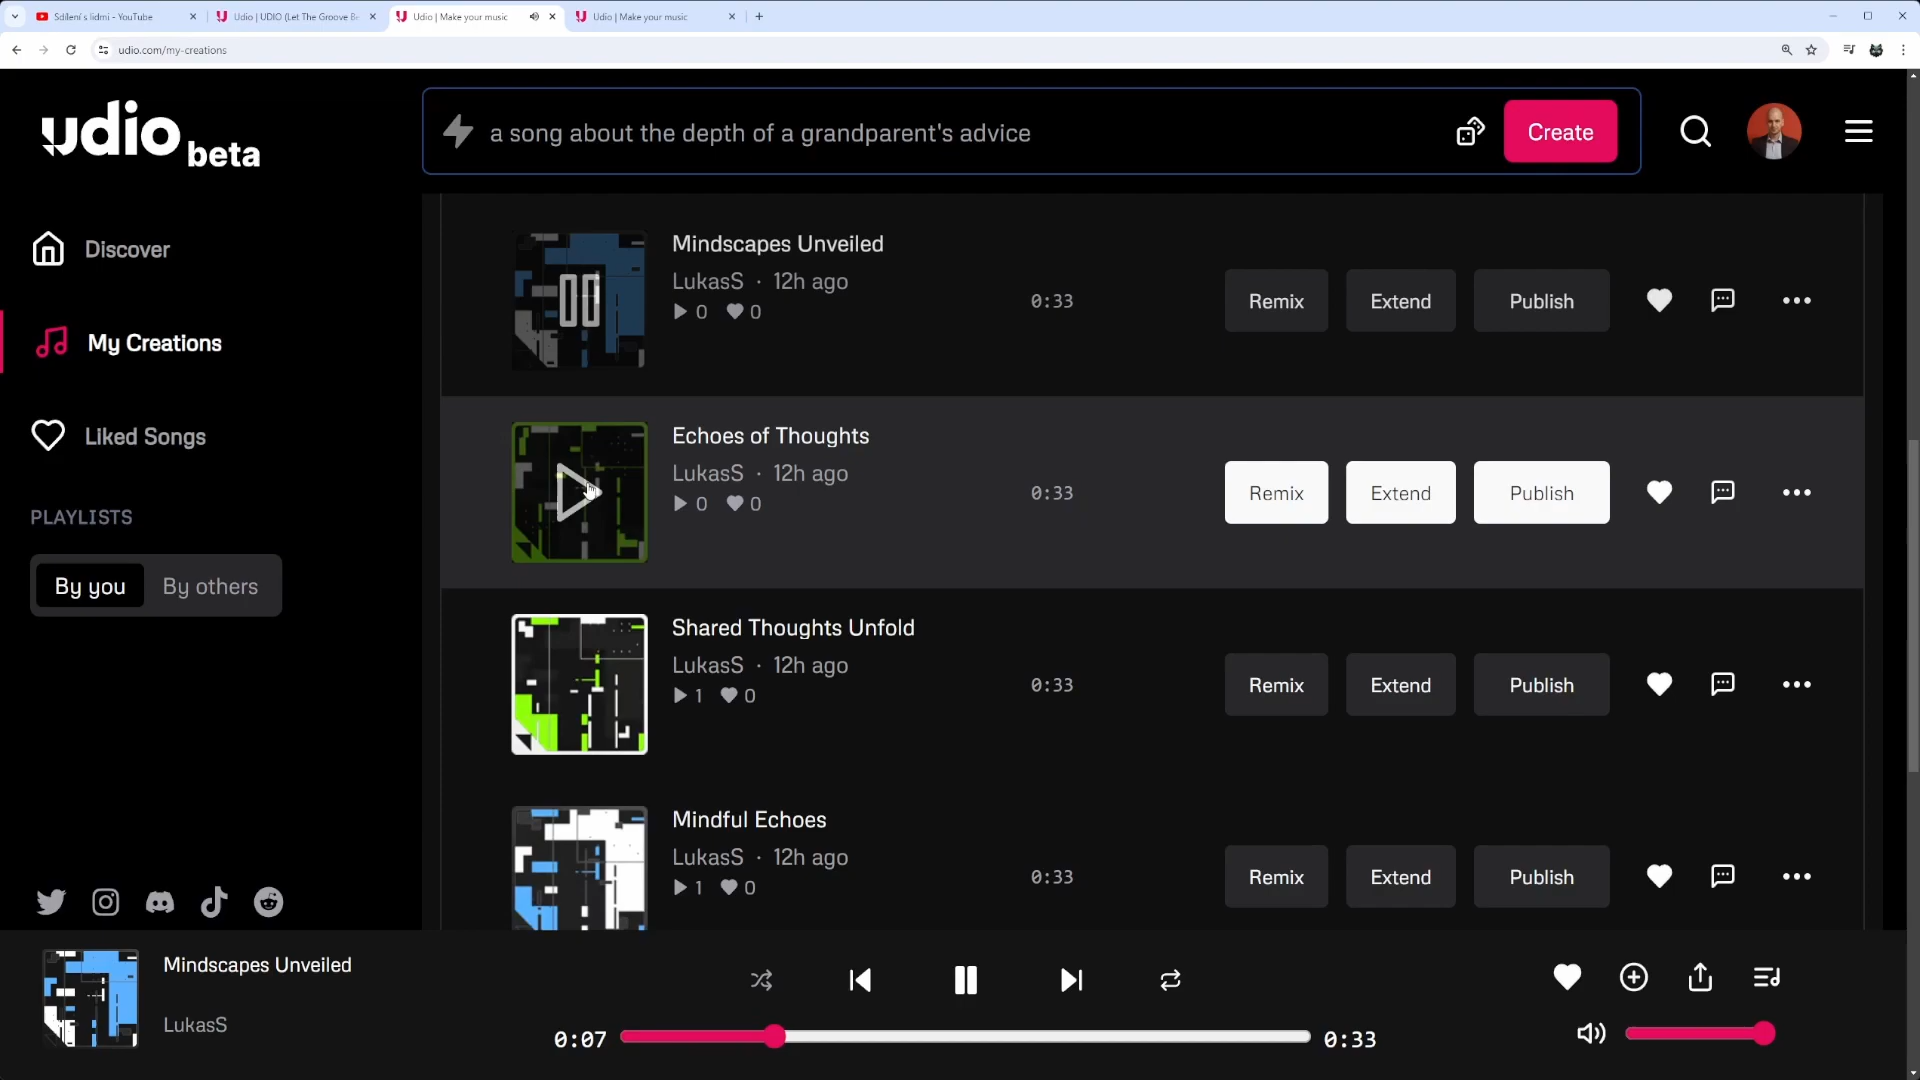 Sdílení s lidmi - YouTube
Udio | UDIO (Let The Groove Be
Udio | Make your music
Udio | Make your music
udio.com/my-creations
udio beta
a song about the depth of a grandparent's advice
Create
Discover
My Creations
Liked Songs
PLAYLISTS
By you
By others
Mindscapes Unveiled
LukasS · 12h ago
0 0
0:33
Remix
Extend
Publish
Echoes of Thoughts
LukasS · 12h ago
0 0
0:33
Remix
Extend
Publish
Shared Thoughts Unfold
LukasS · 12h ago
1 0
0:33
Remix
Extend
Publish
Mindful Echoes
LukasS · 12h ago
1 0
0:33
Remix
Extend
Publish
Mindscapes Unveiled
LukasS
0:07
0:33